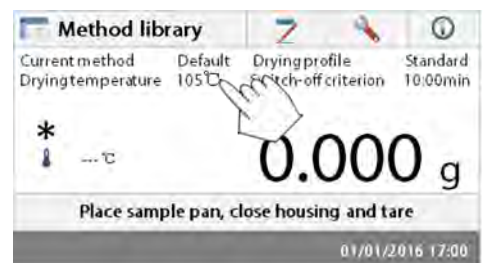 Method library
Current method Default Drying profile Standard
Drying temperature 105°C Switch-off criterion 10:00min
*
--- °C 0.000 g
Place sample pan, close housing and tare
01/01/2016 17:00